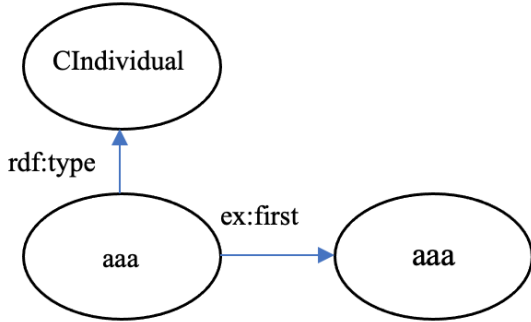 CIndividual
rdf:type
ex:first
aaa
aaa